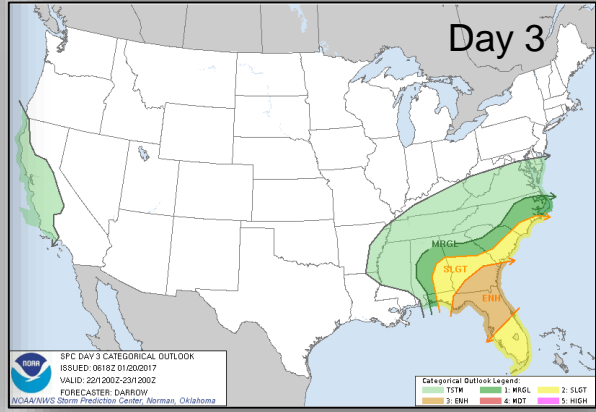 Day 3
MRGL
SLGT
ENH
NOAA
SPC DAY 3 CATEGORICAL OUTLOOK
ISSUED: 0618Z 01/20/2017
VALID: 22/1200Z-23/1200Z
FORECASTER: DARROW
NOAA/NWS Storm Prediction Center, Norman, Oklahoma
Categorical Outlook Legend:
TSTM 1: MRGL 2: SLGT
3: ENH 4: MDT 5: HIGH